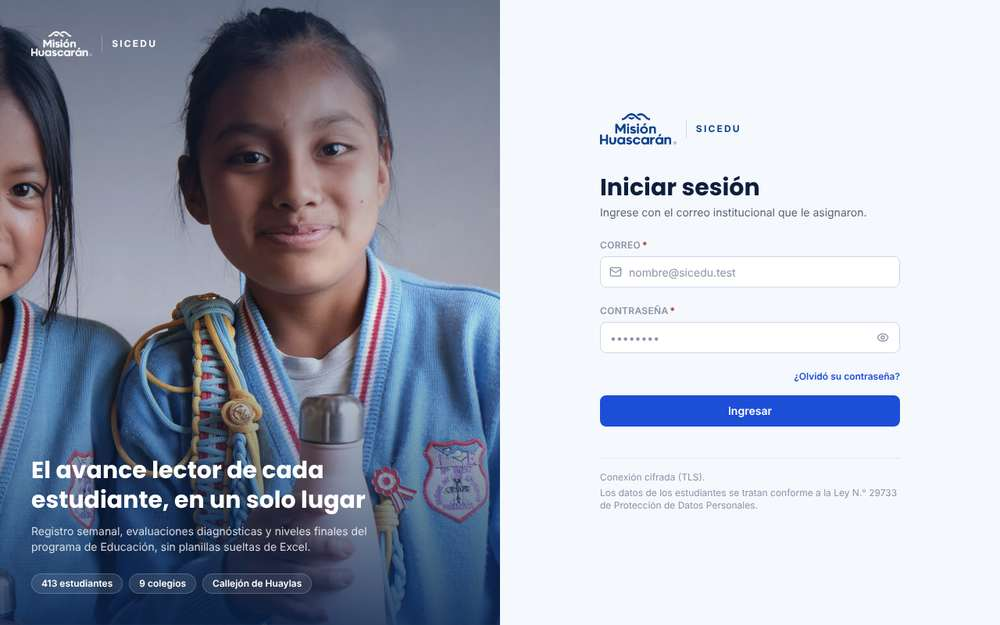 Misión
Huascarán
SICEDU
El avance lector de cada
estudiante, en un solo lugar
Registro semanal, evaluaciones diagnósticas y niveles finales del
programa de Educación, sin planillas sueltas de Excel.
413 estudiantes
9 colegios
Callejón de Huaylas
Misión
Huascarán
SICEDU
Iniciar sesión
Ingrese con el correo institucional que le asignaron.
CORREO *
nombre@sicedu.test
CONTRASEÑA *
¿Olvidó su contraseña?
Ingresar
Conexión cifrada (TLS).
Los datos de los estudiantes se tratan conforme a la Ley N.° 29733
de Protección de Datos Personales.